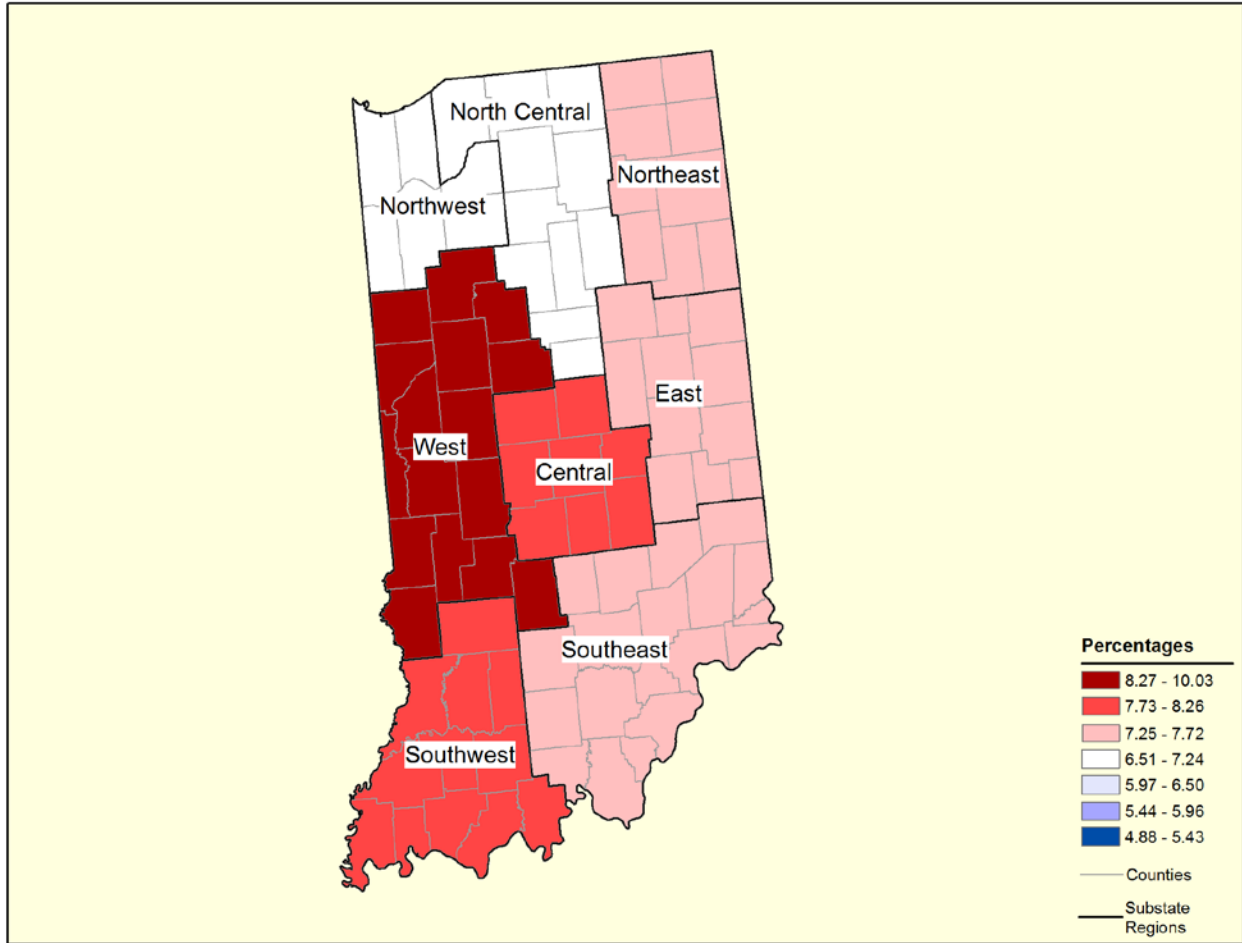 North Central
Northeast
Northwest
East
West
Central
Southeast
Southwest
Percentages
8.27 - 10.03
7.73 - 8.26
7.25 - 7.72
6.51 - 7.24
5.97 - 6.50
5.44 - 5.96
4.88 - 5.43
Counties
Substate
Regions